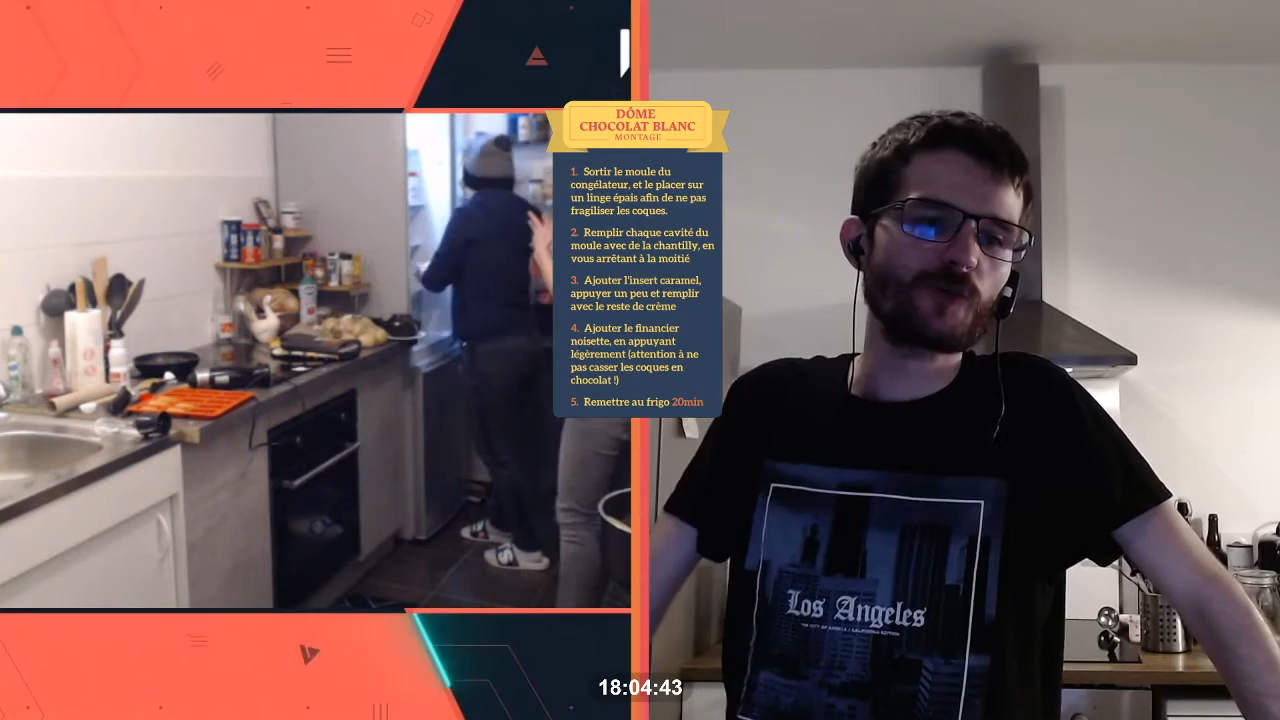 DÔME
CHOCOLAT BLANC
MONTAGE
1. Sortir le moule du
congélateur, et le placer sur
un linge épais afin de ne pas
fragiliser les coques.
2. Remplir chaque cavité du
moule avec de la chantilly, en
vous arrêtant à la moitié
3. Ajouter l'insert caramel,
appuyer un peu et remplir
avec le reste de crème
4. Ajouter le financier
noisette, en appuyant
légèrement (attention à ne
pas casser les coques en
chocolat !)
5. Remettre au frigo 20min
Los Angeles
18:04:43